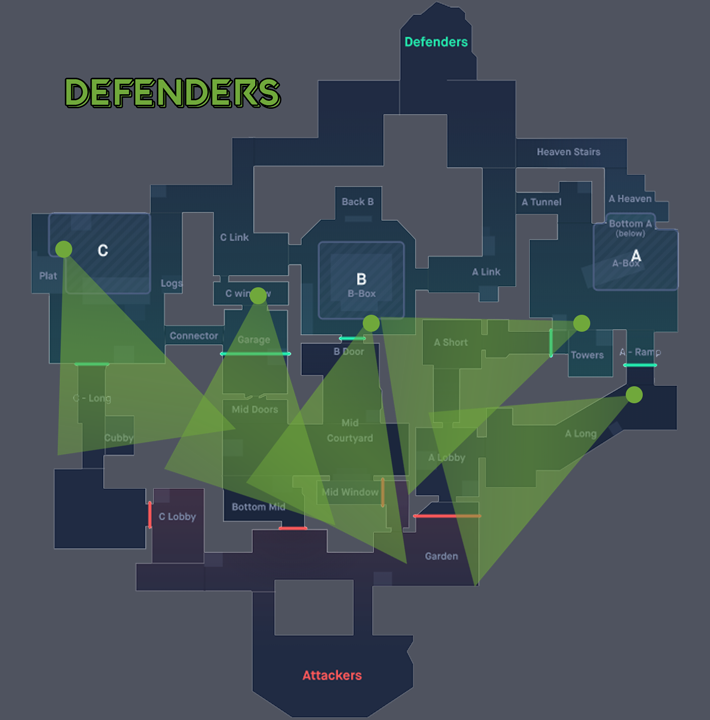 Defenders
DEFENDERS
Heaven Stairs
Back B
A Tunnel
A Heaven
Bottom A
(below)
C Link
C
B
A
A-Box
Plat
Logs
A Link
B-Box
C window
Connector
Garage
B Door
A Short
Towers
A - Ramp
C - Long
Mid Doors
Mid
Courtyard
Cubby
A Long
A Lobby
Mid Window
Bottom Mid
C Lobby
Garden
Attackers